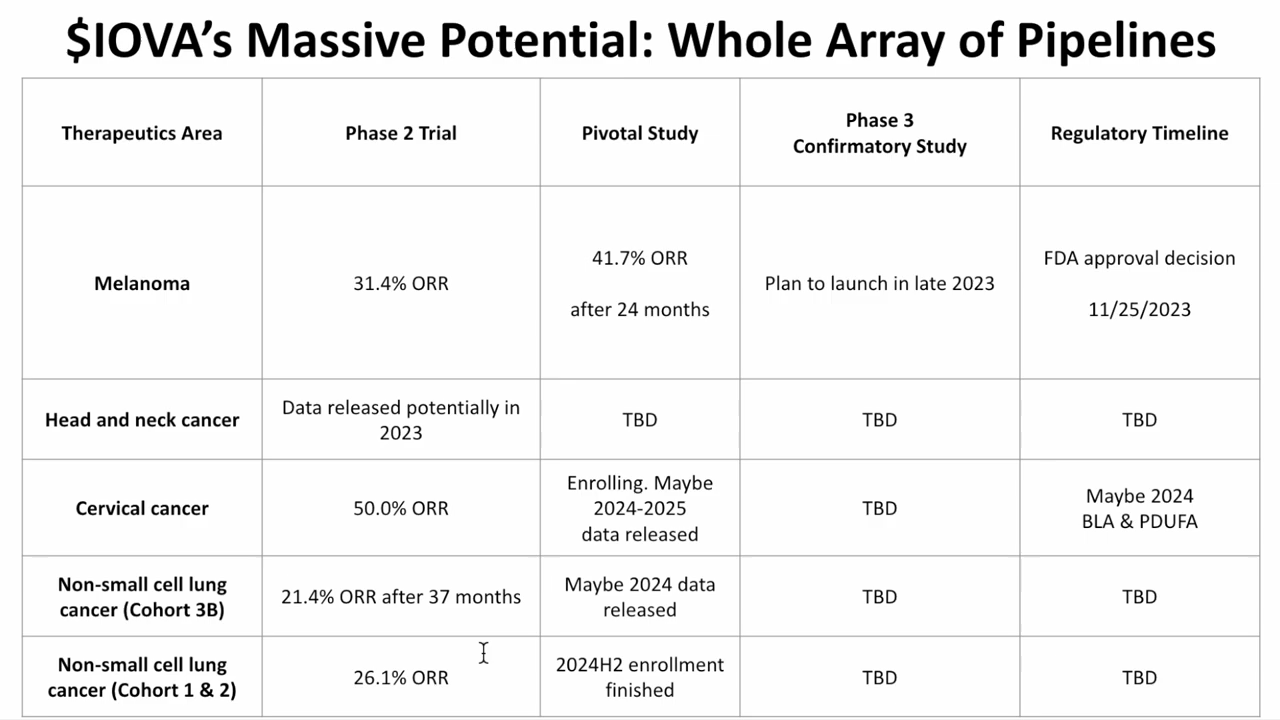 $IOVA's Massive Potential: Whole Array of Pipelines
Therapeutics Area
Phase 2 Trial
Pivotal Study
Phase 3
Confirmatory Study
Regulatory Timeline
Melanoma
31.4% ORR
41.7% ORR
after 24 months
Plan to launch in late 2023
FDA approval decision
11/25/2023
Head and neck cancer
Data released potentially in
2023
TBD
TBD
TBD
Cervical cancer
50.0% ORR
Enrolling. Maybe
2024-2025
data released
TBD
Maybe 2024
BLA & PDUFA
Non-small cell lung
cancer (Cohort 3B)
21.4% ORR after 37 months
Maybe 2024 data
released
TBD
TBD
Non-small cell lung
cancer (Cohort 1 & 2)
26.1% ORR
2024H2 enrollment
finished
TBD
TBD